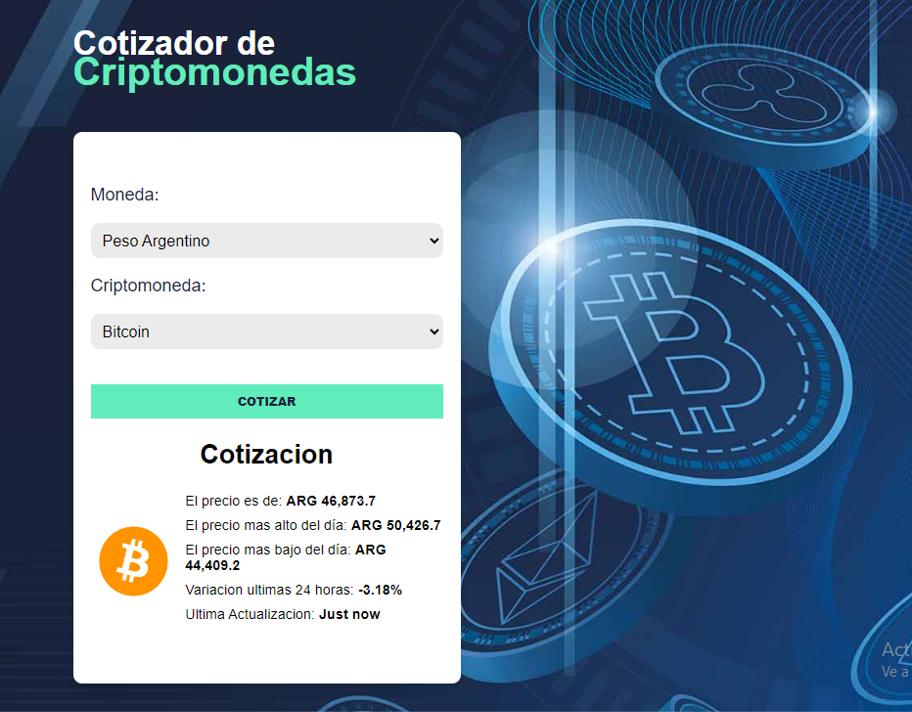 Cotizador de
Criptomonedas
Moneda:
Peso Argentino
Criptomoneda:
Bitcoin
COTIZAR
Cotizacion
El precio es de: ARG 46,873.7
El precio mas alto del día: ARG 50,426.7
El precio mas bajo del día: ARG
44,409.2
Variacion ultimas 24 horas: -3.18%
Ultima Actualizacion: Just now
Ve a